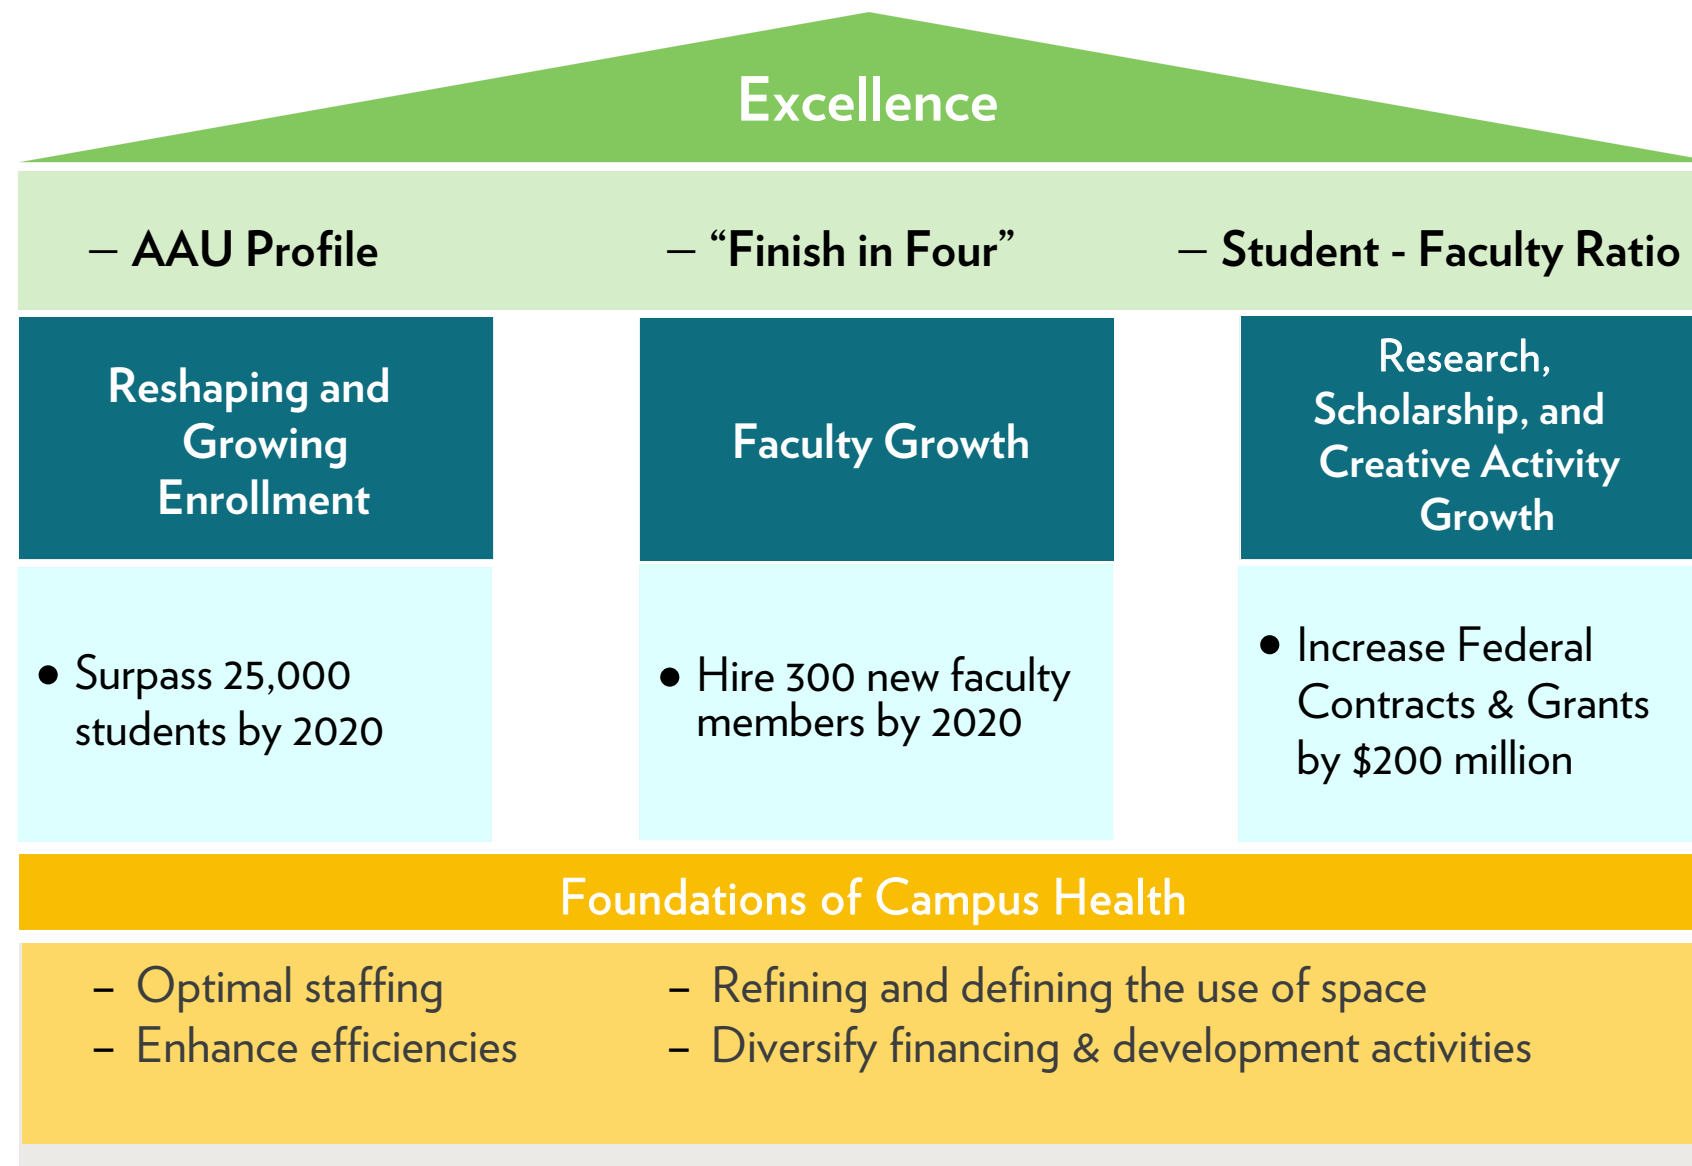 Excellence
– AAU Profile
– “Finish in Four”
– Student - Faculty Ratio
Reshaping and
Growing
Enrollment
Faculty Growth
Research,
Scholarship, and
Creative Activity
Growth
• Surpass 25,000
students by 2020
• Hire 300 new faculty
members by 2020
• Increase Federal
Contracts & Grants
by $200 million
Foundations of Campus Health
– Optimal staffing
– Enhance efficiencies
– Refining and defining the use of space
– Diversify financing & development activities